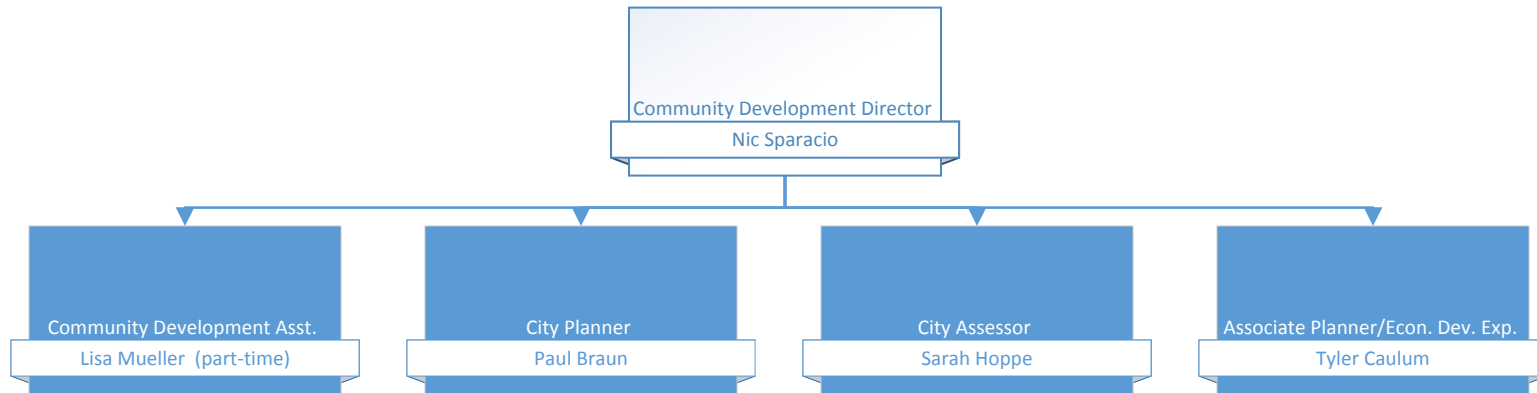 Community Development Director
Nic Sparacio
Community Development Asst.
Lisa Mueller (part-time)
City Planner
Paul Braun
City Assessor
Sarah Hoppe
Associate Planner/Econ. Dev. Exp.
Tyler Caulum